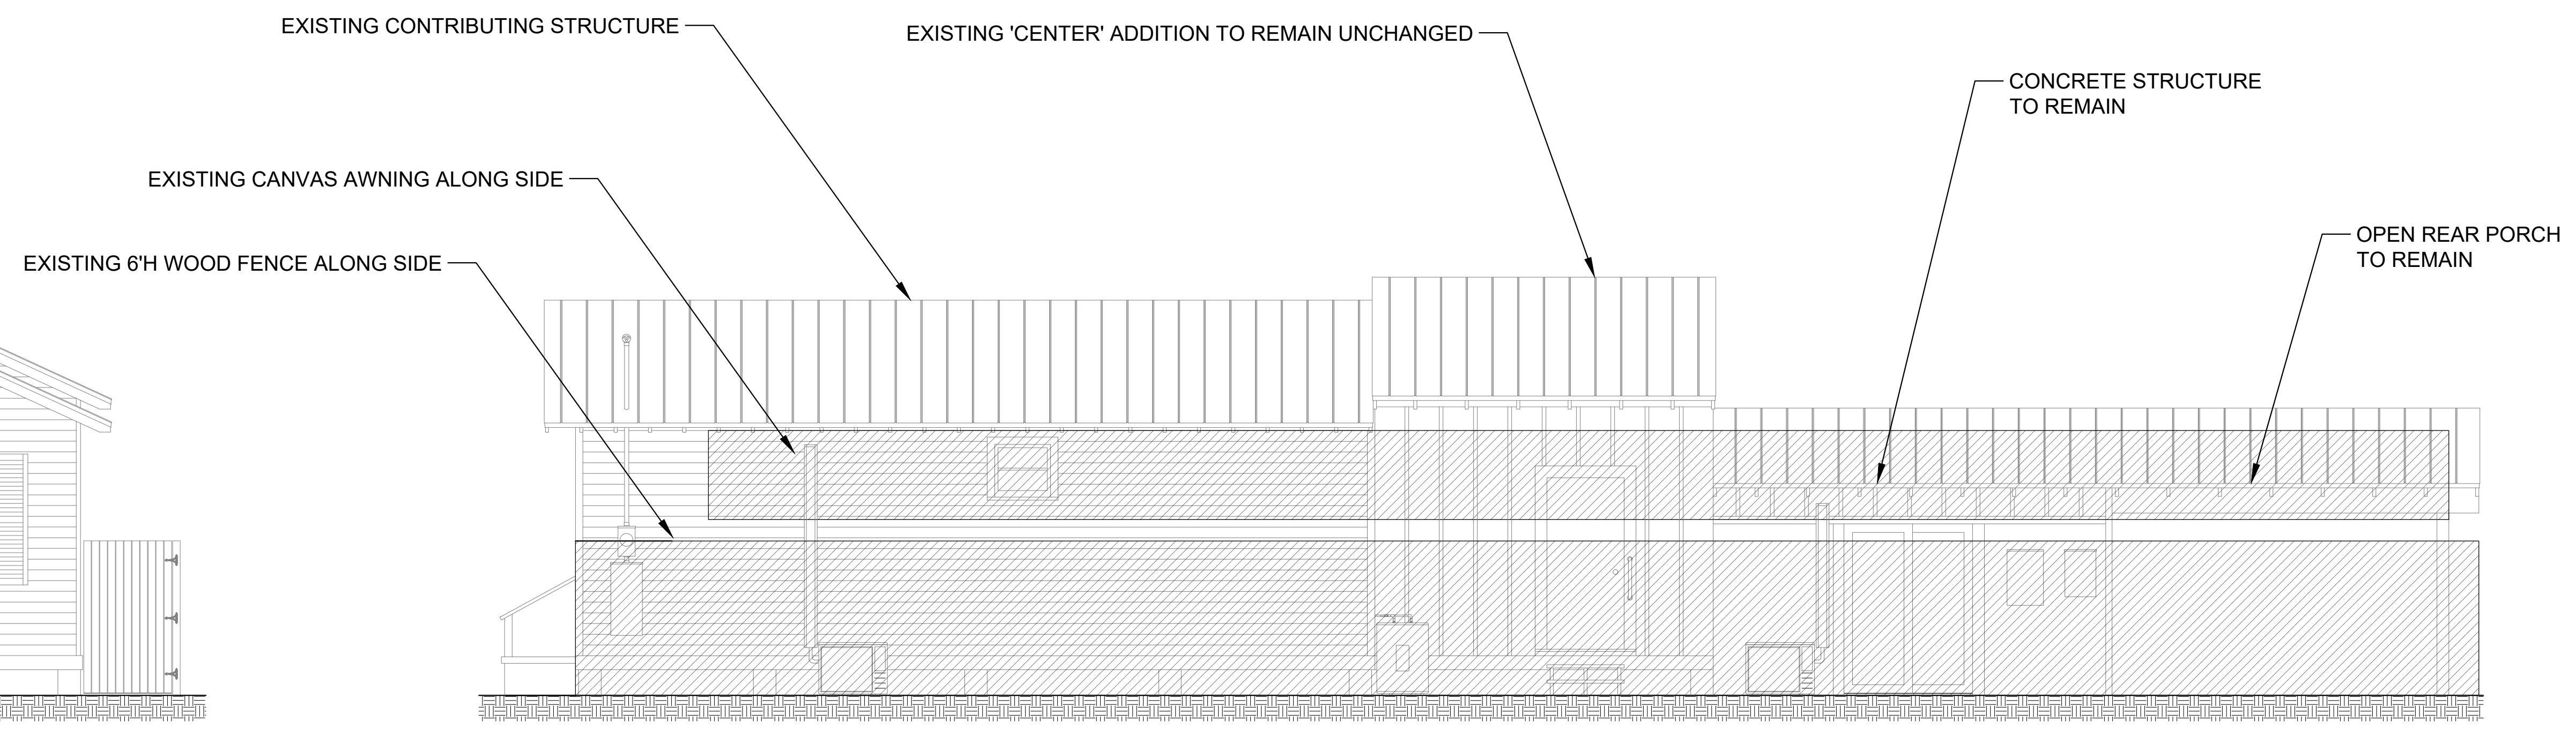 EXISTING CONTRIBUTING STRUCTURE
EXISTING 'CENTER' ADDITION TO REMAIN UNCHANGED
CONCRETE STRUCTURE
TO REMAIN
EXISTING CANVAS AWNING ALONG SIDE
OPEN REAR PORCH
TO REMAIN
EXISTING 6'H WOOD FENCE ALONG SIDE